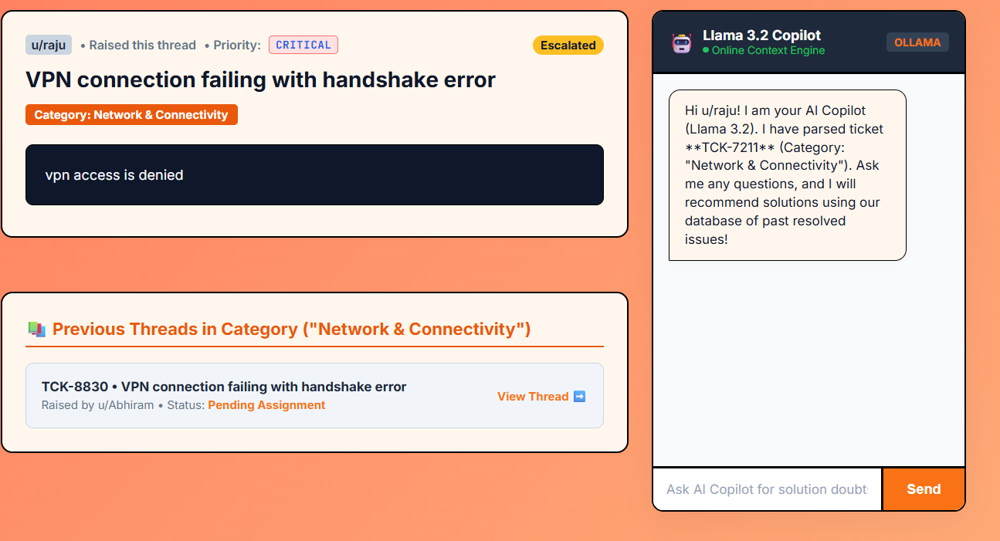 u/raju • Raised this thread • Priority: CRITICAL Escalated
VPN connection failing with handshake error
Category: Network & Connectivity
vpn access is denied
Previous Threads in Category ("Network & Connectivity")
TCK-8830 • VPN connection failing with handshake error
Raised by u/Abhiram • Status: Pending Assignment
View Thread ➡️
Llama 3.2 Copilot
Online Context Engine
OLLAMA
Hi u/raju! I am your AI Copilot
(Llama 3.2). I have parsed ticket
**TCK-7211** (Category:
"Network & Connectivity"). Ask
me any questions, and I will
recommend solutions using our
database of past resolved
issues!
Ask AI Copilot for solution doubt
Send